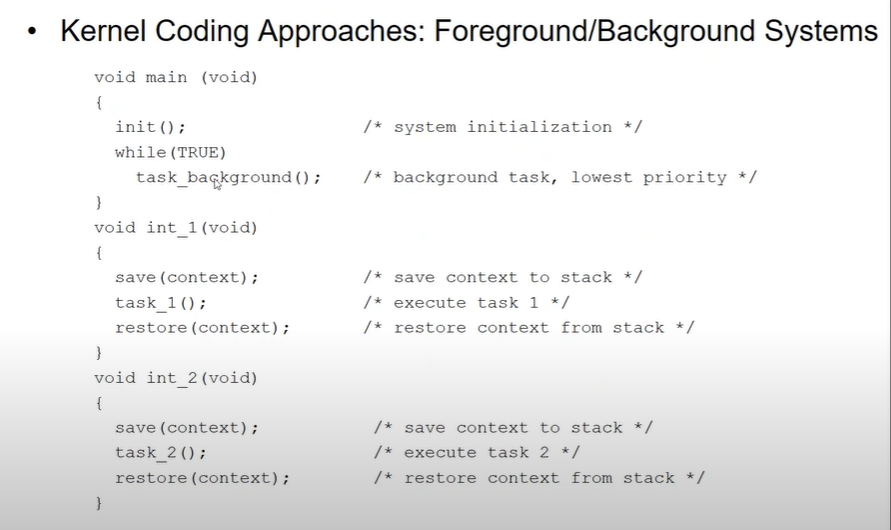 • Kernel Coding Approaches: Foreground/Background Systems
void main (void)
{
init(); /* system initialization */
while(TRUE)
task_background(); /* background task, lowest priority */
}
void int_1(void)
{
save(context); /* save context to stack */
task_1(); /* execute task 1 */
restore(context); /* restore context from stack */
}
void int_2(void)
{
save(context); /* save context to stack */
task_2(); /* execute task 2 */
restore(context); /* restore context from stack */
}